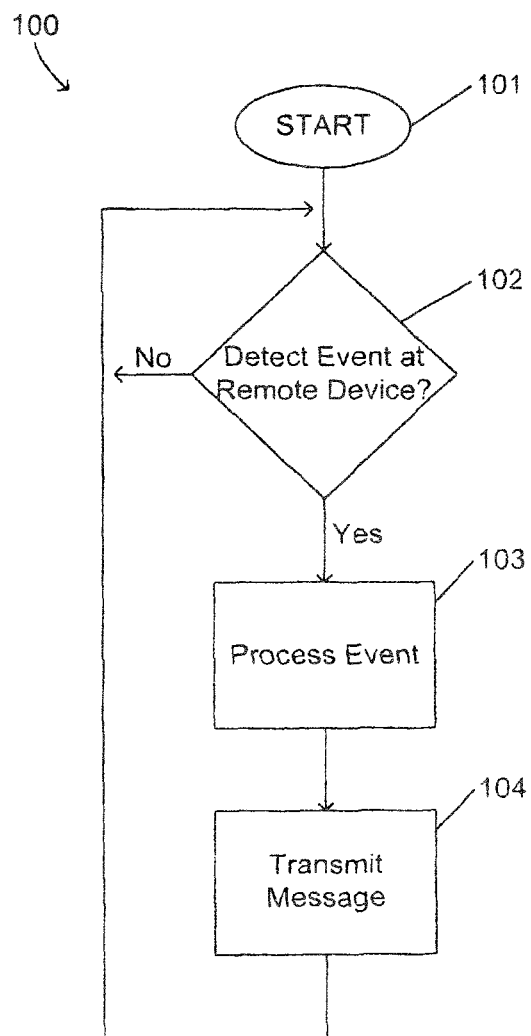 100
101
START
102
Detect Event at
Remote Device?
No
Yes
103
Process Event
104
Transmit
Message